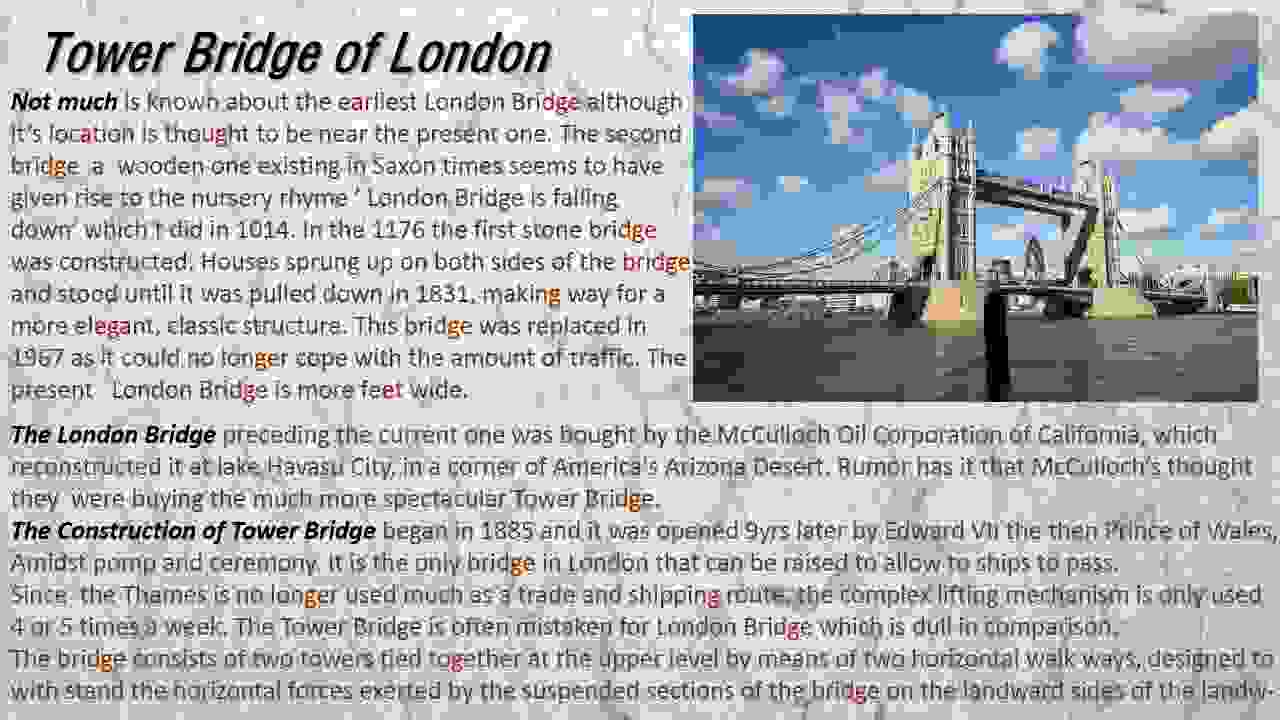 Tower Bridge of London
Not much is known about the earliest London Bridge although
it's location is thought to be near the present one. The second
bridge a wooden one existing in Saxon times seems to have
given rise to the nursery rhyme ' London Bridge is falling
down' which t did in 1014. In the 1176 the first stone bridge
was constructed. Houses sprung up on both sides of the bridge
and stood until it was pulled down in 1831, making way for a
more elegant, classic structure. This bridge was replaced in
1967 as it could no longer cope with the amount of traffic. The
present London Bridge is more feet wide.
The London Bridge preceding the current one was bought by the McCulloch Oil Corporation of California, which
reconstructed it at lake Havasu City, in a corner of America's Arizona Desert. Rumor has it that McCulloch's thought
they were buying the much more spectacular Tower Bridge.
The Construction of Tower Bridge began in 1885 and it was opened 9yrs later by Edward VII the then Prince of Wales,
Amidst pomp and ceremony. It is the only bridge in London that can be raised to allow to ships to pass.
Since, the Thames is no longer used much as a trade and shipping route, the complex lifting mechanism is only used
4 or 5 times a week. The Tower Bridge is often mistaken for London Bridge which is dull in comparison.
The bridge consists of two towers tied together at the upper level by means of two horizontal walk ways, designed to
with stand the horizontal forces exerted by the suspended sections of the bridge on the landward sides of the landw-